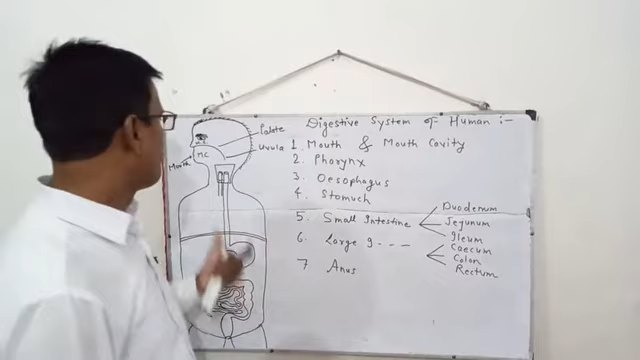 Digestive System Of Human :-
Palate
Uvula
N.C
M.C
Mouth
1. Mouth & Mouth Cavity
2. Phorynx
3. Oesophagus
4. Stomuch
5. Small Intestine
Duodenum
Jejunum
Ileum
6. Large I - - -
Caecum
Colon
Rectum
7 Anus